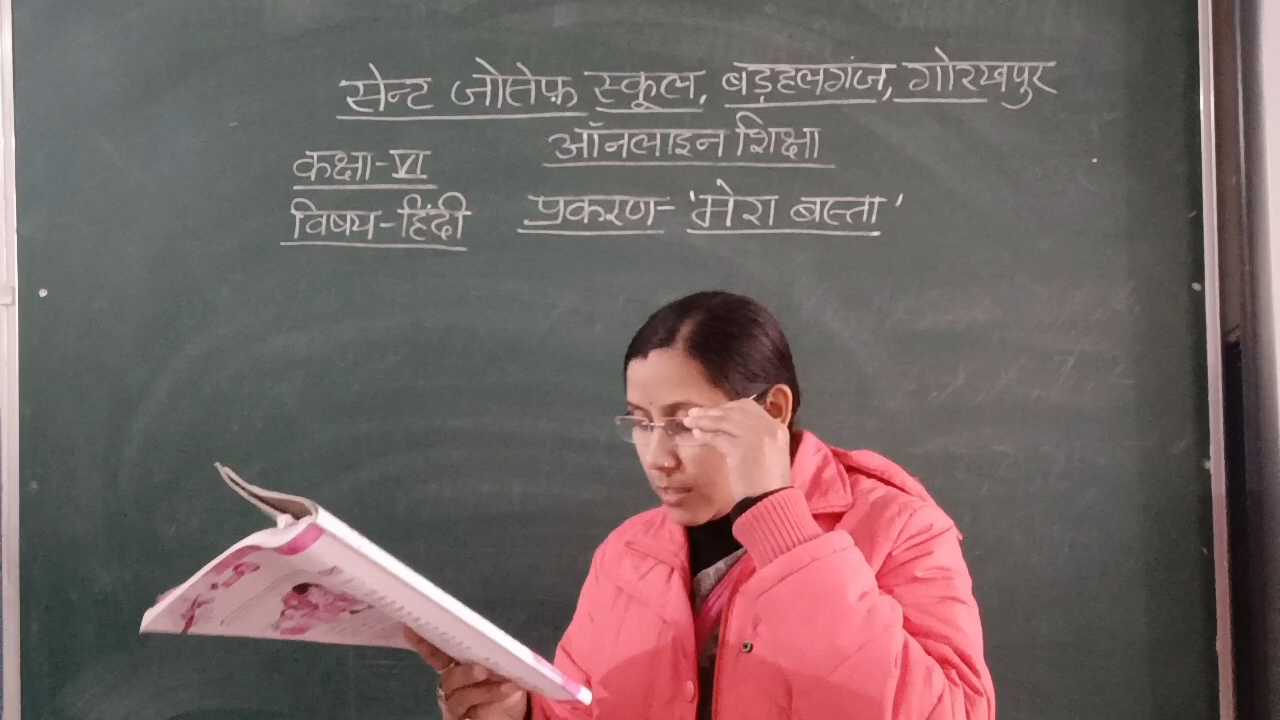 सेन्ट जोसेफ़ स्कूल, बड़हलगंज, गोरखपुर
ऑनलाइन शिक्षा
कक्षा-VI
विषय-हिंदी प्रकरण- 'मेरा बस्ता'